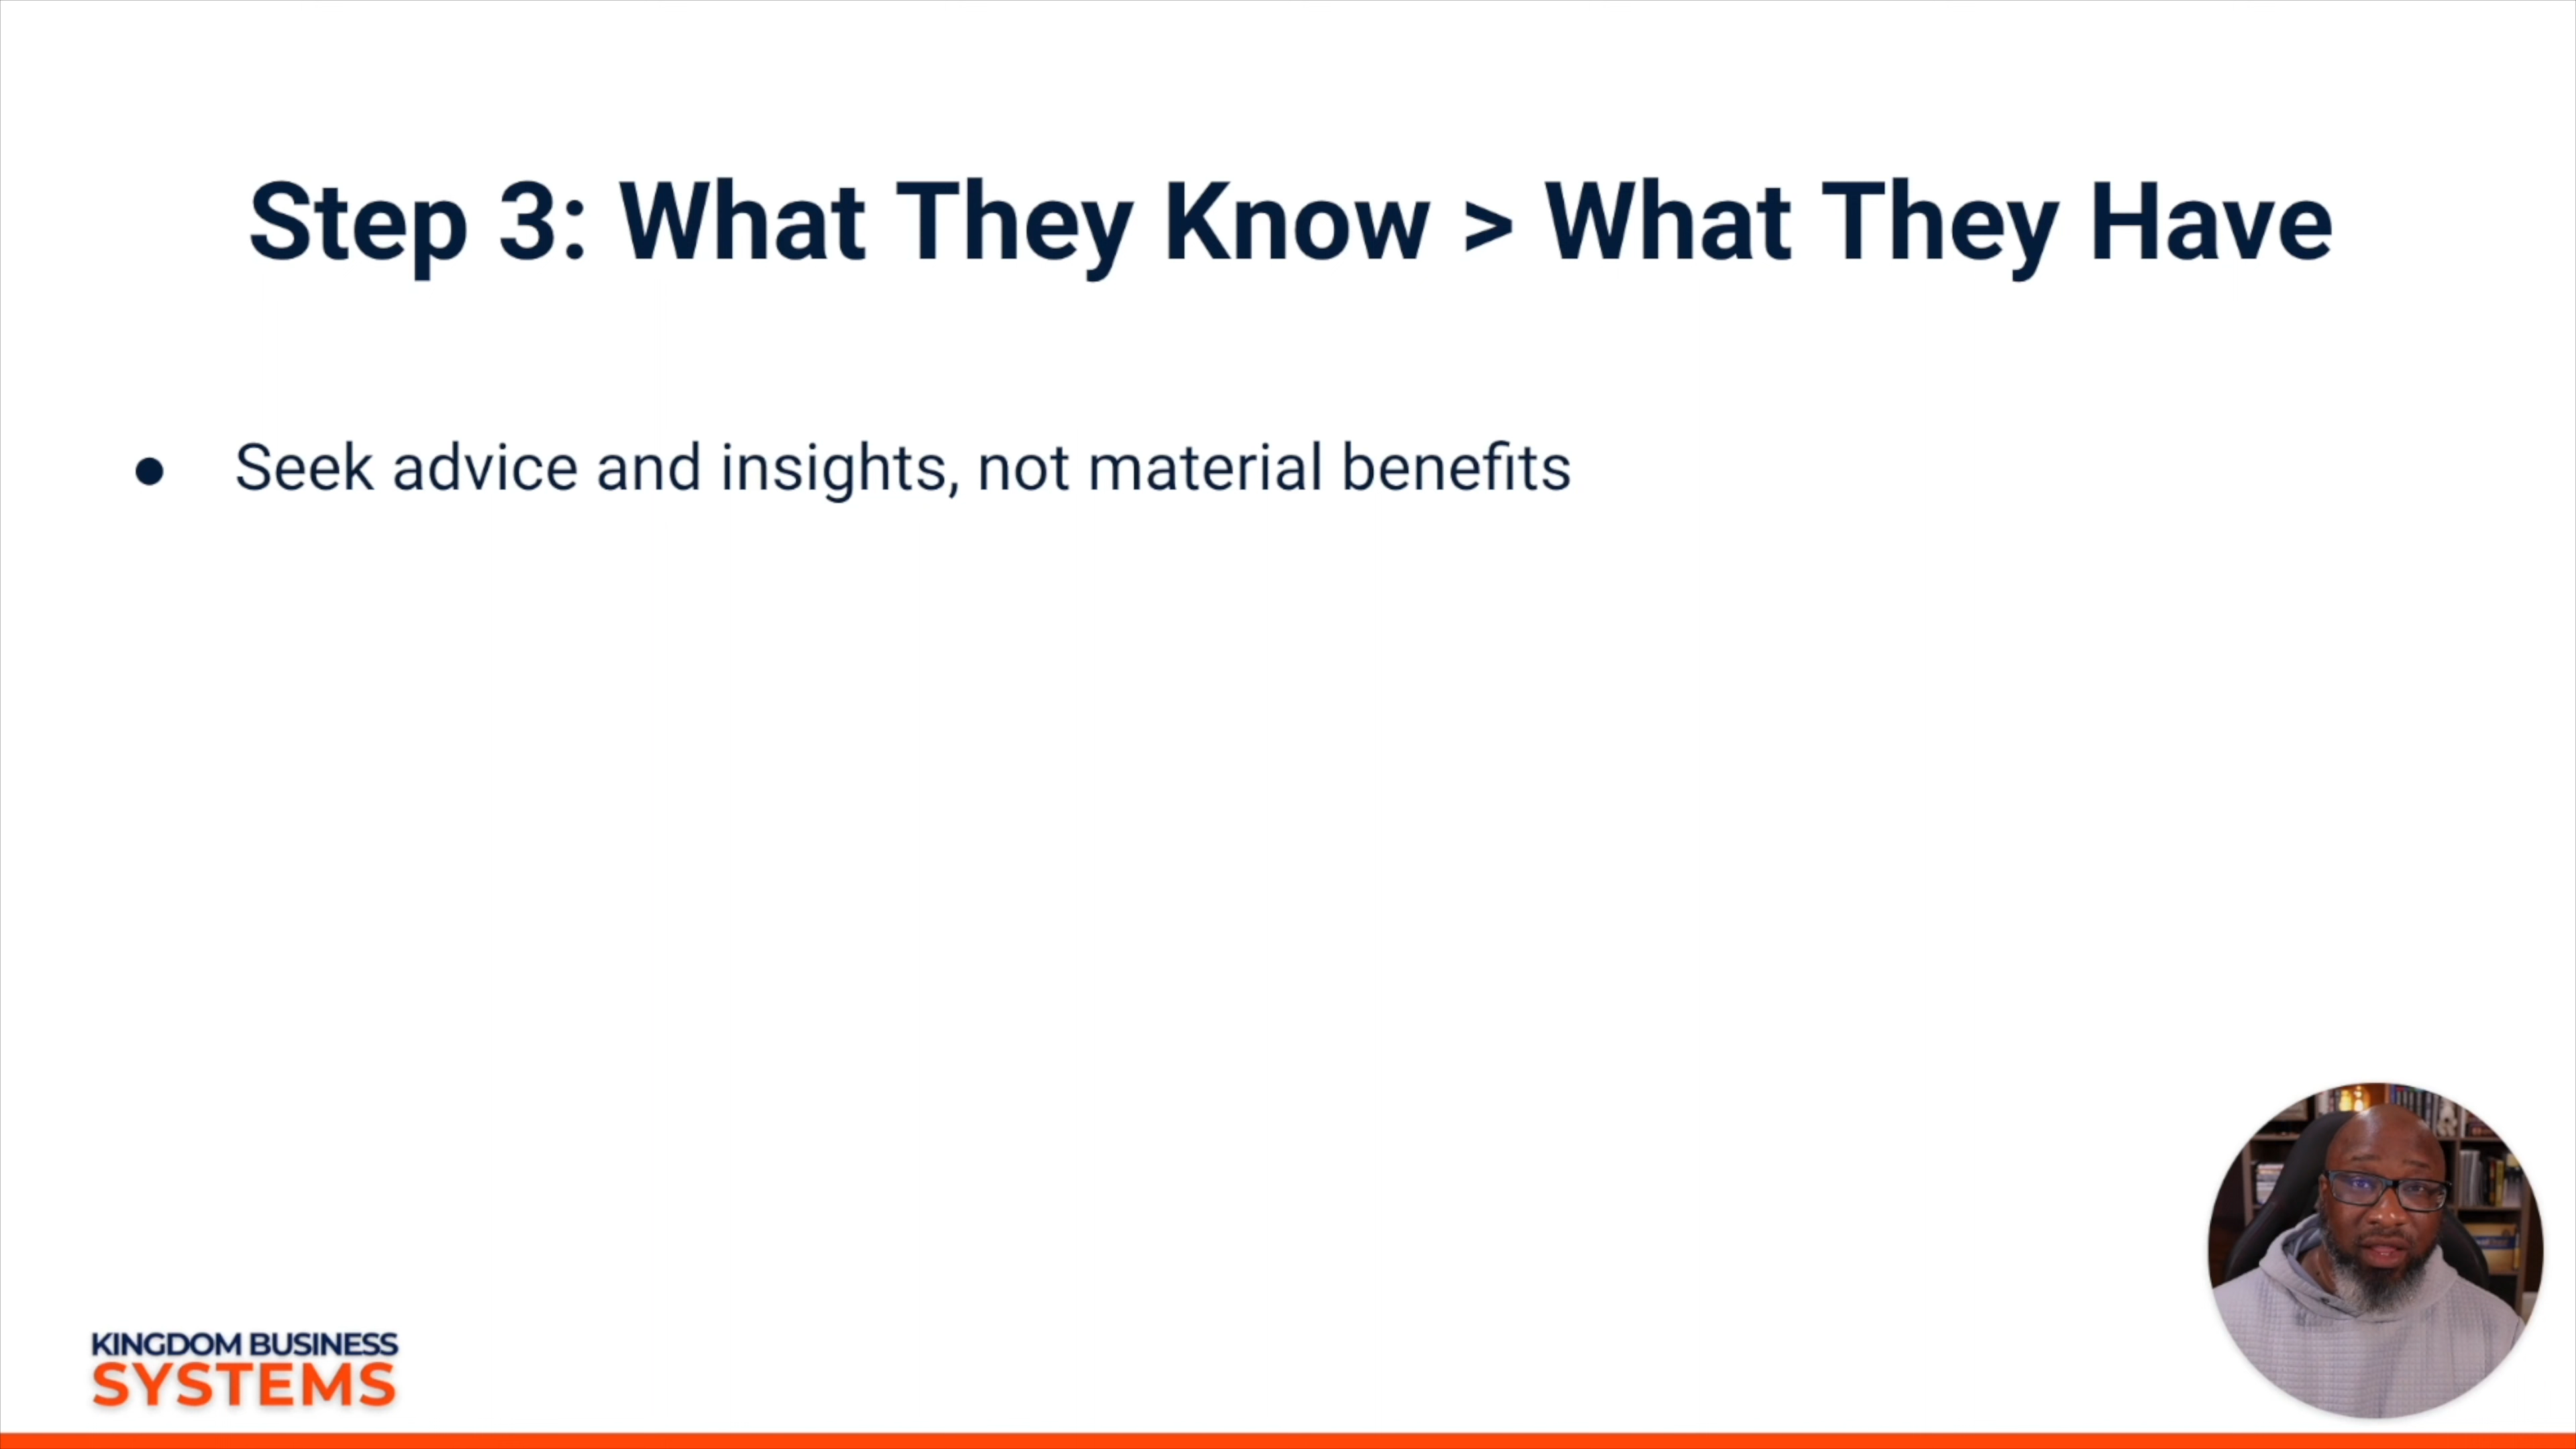 Step 3: What They Know > What They Have
● Seek advice and insights, not material benefits
KINGDOM BUSINESS
SYSTEMS